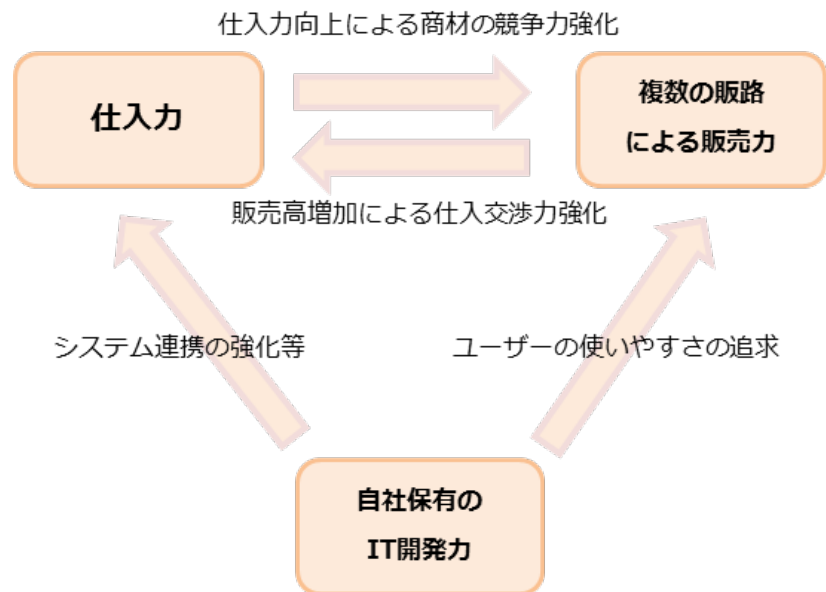 仕入力向上による商材の競争力強化
仕入力
複数の販路
による販売力
販売高増加による仕入交渉力強化
システム連携の強化等
ユーザーの使いやすさの追求
自社保有の
IT開発力